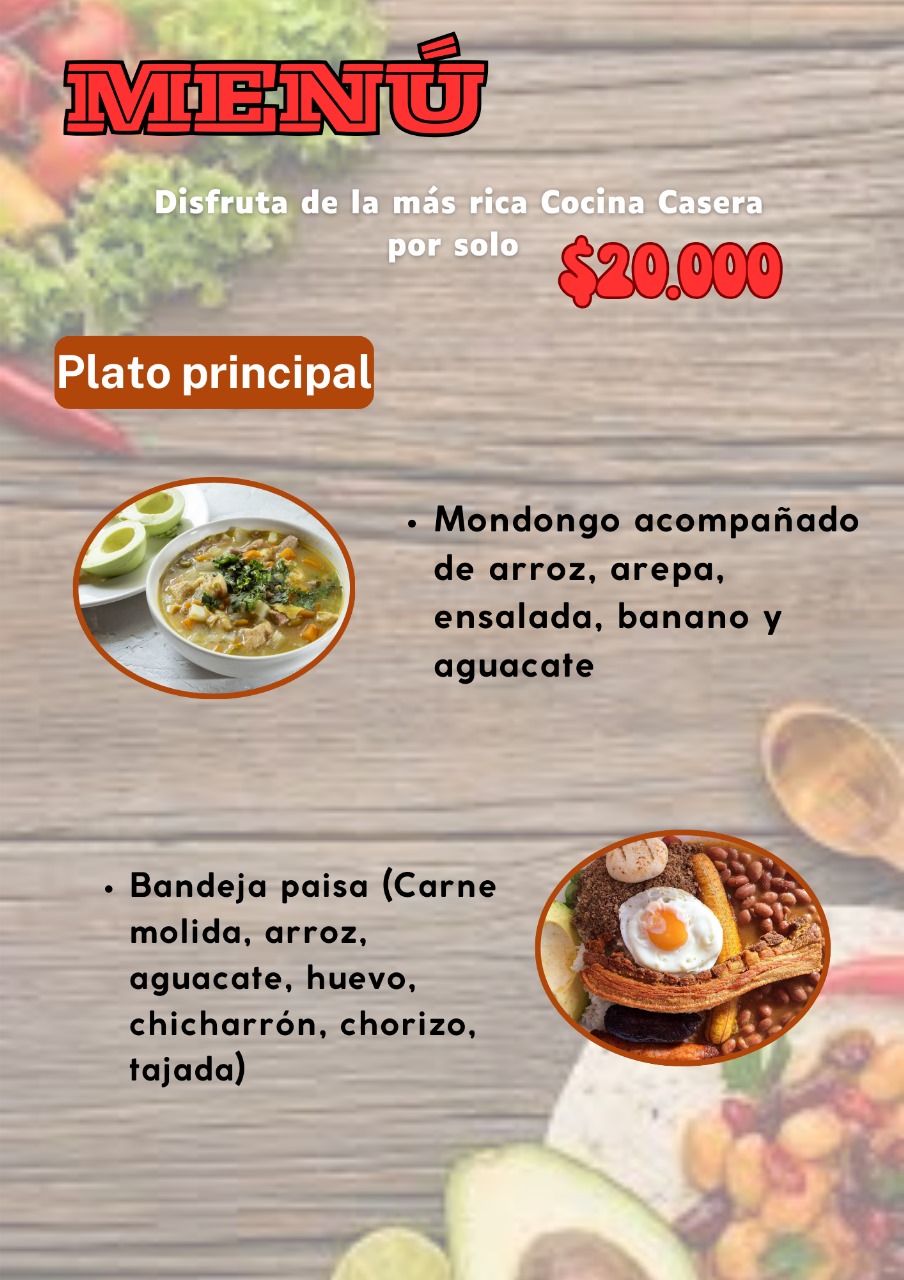 MENÚ
Disfruta de la más rica Cocina Casera
por solo $20.000
Plato principal
• Mondongo acompañado
de arroz, arepa,
ensalada, banano y
aguacate
• Bandeja paisa (Carne
molida, arroz,
aguacate, huevo,
chicharrón, chorizo,
tajada)